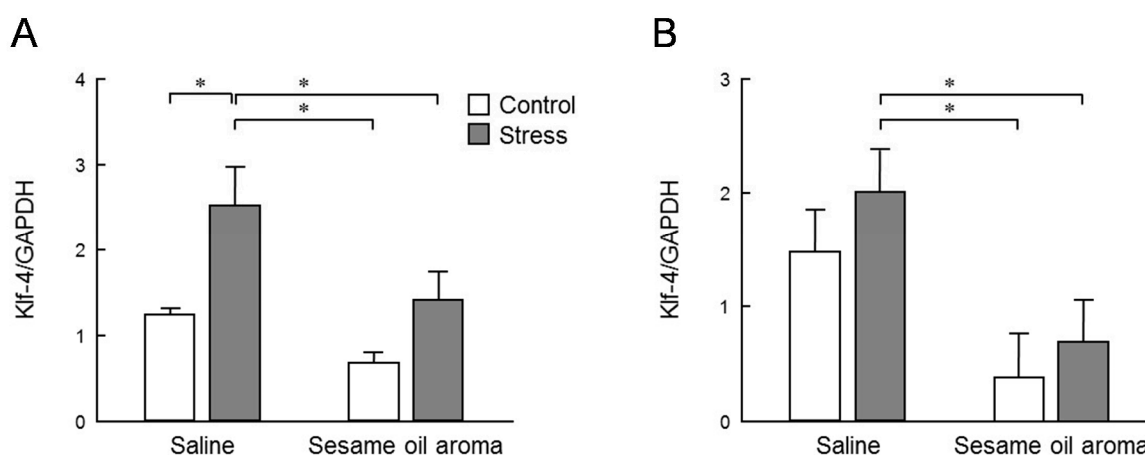 A
4
3
2
1
0
Klf-4/GAPDH
*
*
*
Control
Stress
Saline
Sesame oil aroma
B
3
2
1
0
Klf-4/GAPDH
*
*
Saline
Sesame oil aroma